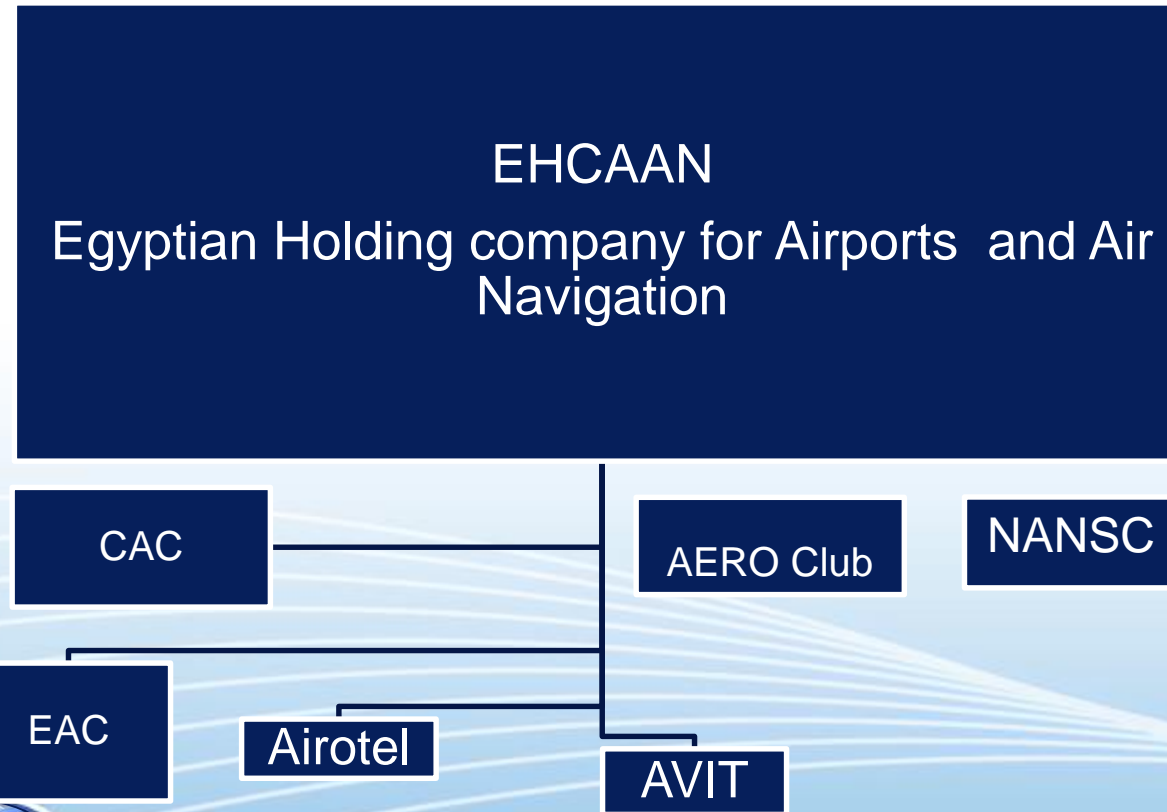 EHCAAN
Egyptian Holding company for Airports and Air
Navigation
CAC
AERO Club
NANSC
EAC
Airotel
AVIT